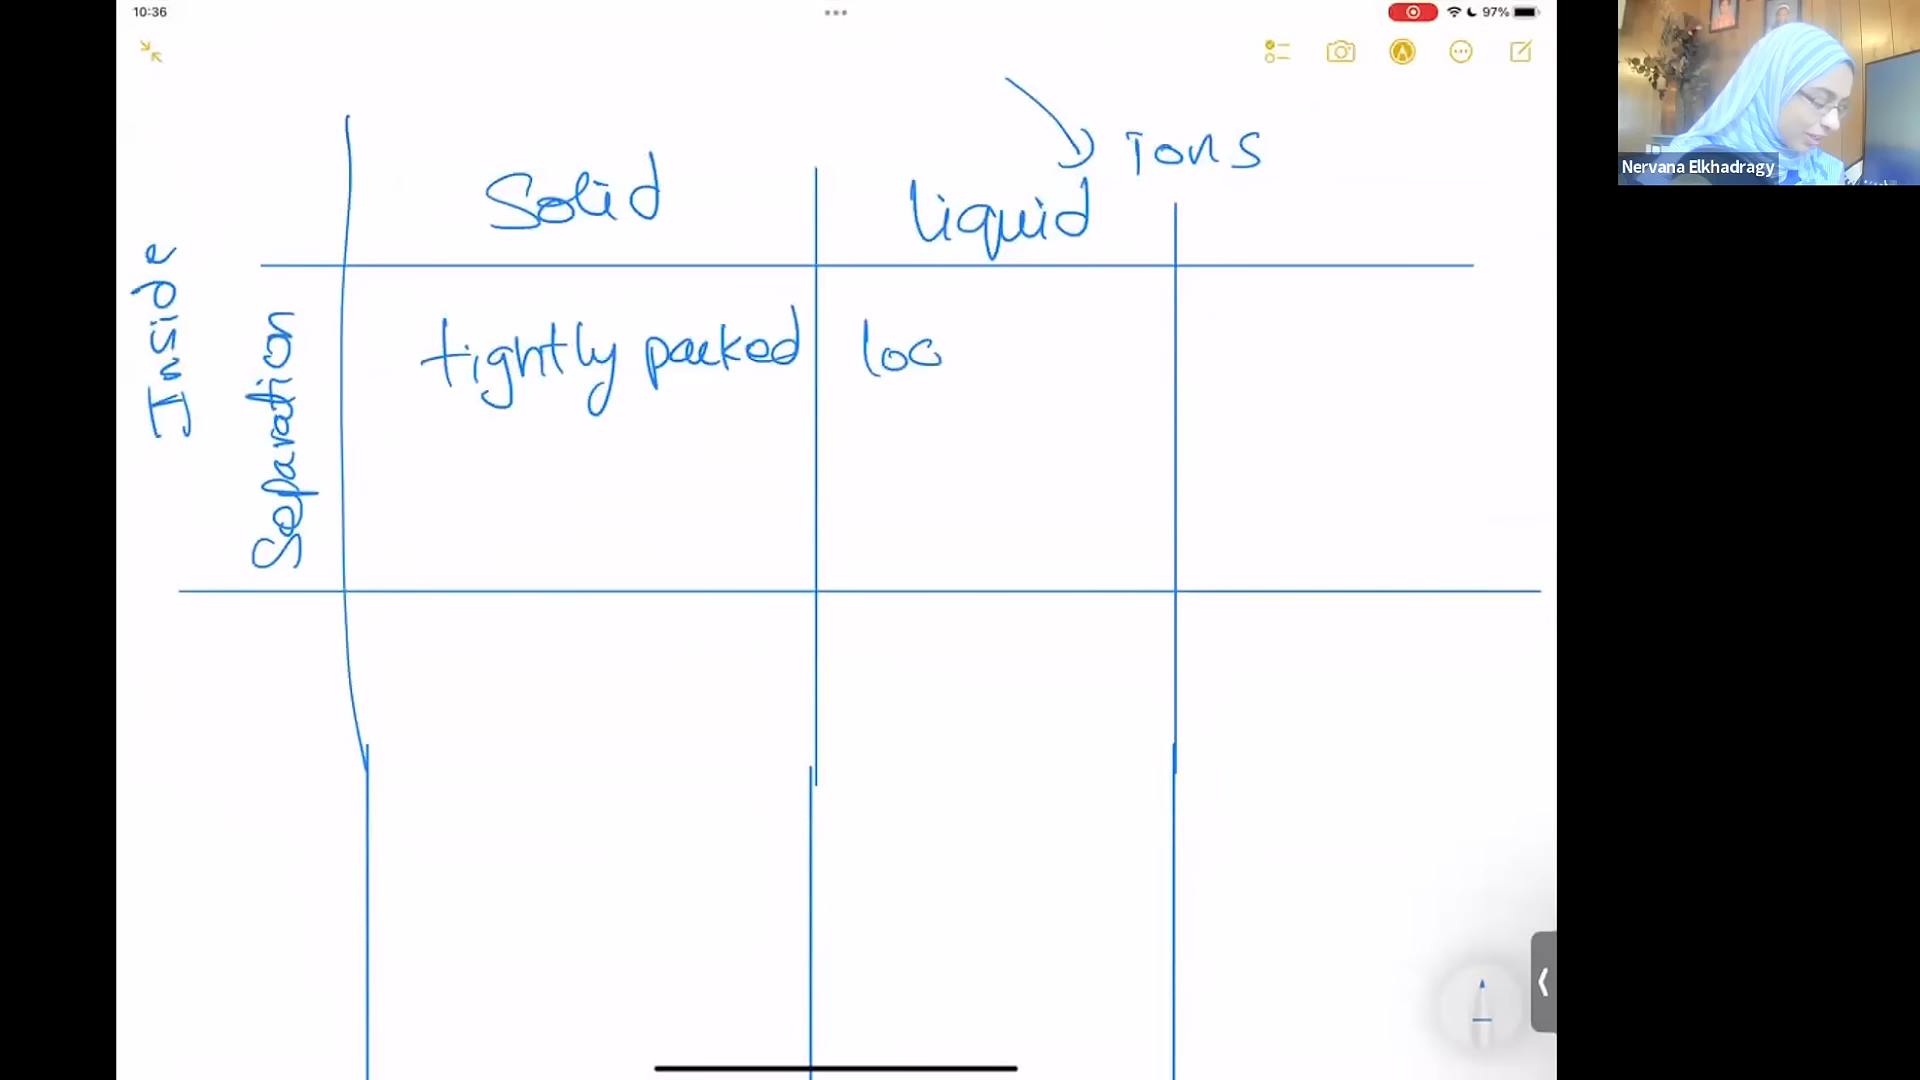 10:36
97%
ions
Solid
liquid
Inside
Separation
tightly packed
loo
Nervana Elkhadragy